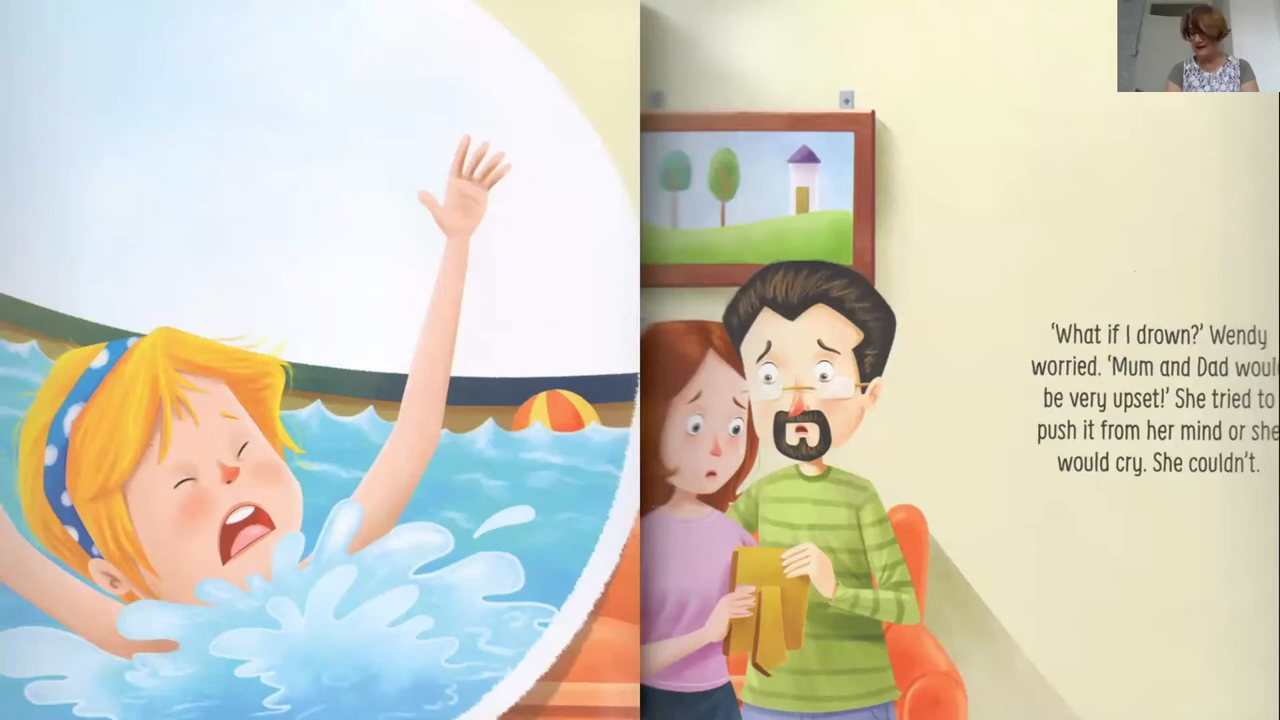 ‘What if I drown?’ Wendy
worried. ‘Mum and Dad woul
be very upset!’ She tried to
push it from her mind or she
would cry. She couldn’t.